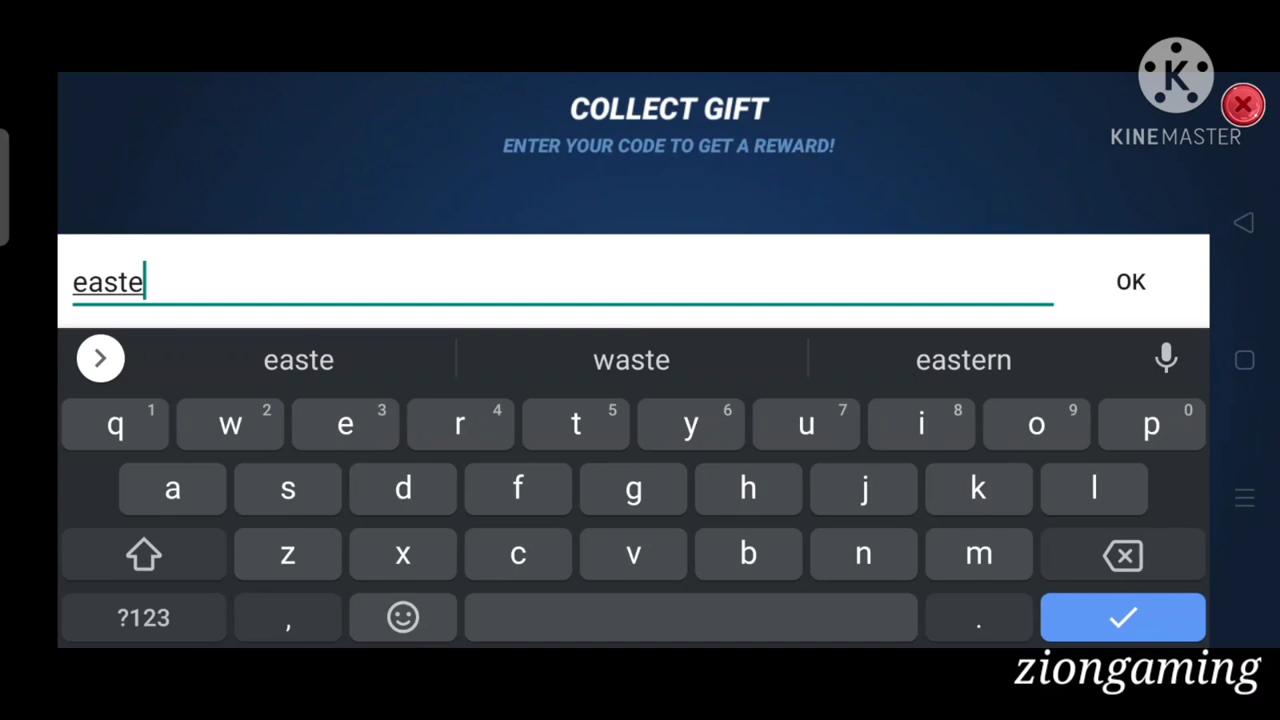 COLLECT GIFT
ENTER YOUR CODE TO GET A REWARD!
K
KINEMASTER
easte
OK
easte waste eastern
q 1 w 2 e 3 r 4 t 5 y 6 u 7 i 8 o 9 p 0
a s d f g h j k l
z x c v b n m
?123 , .
ziongaming